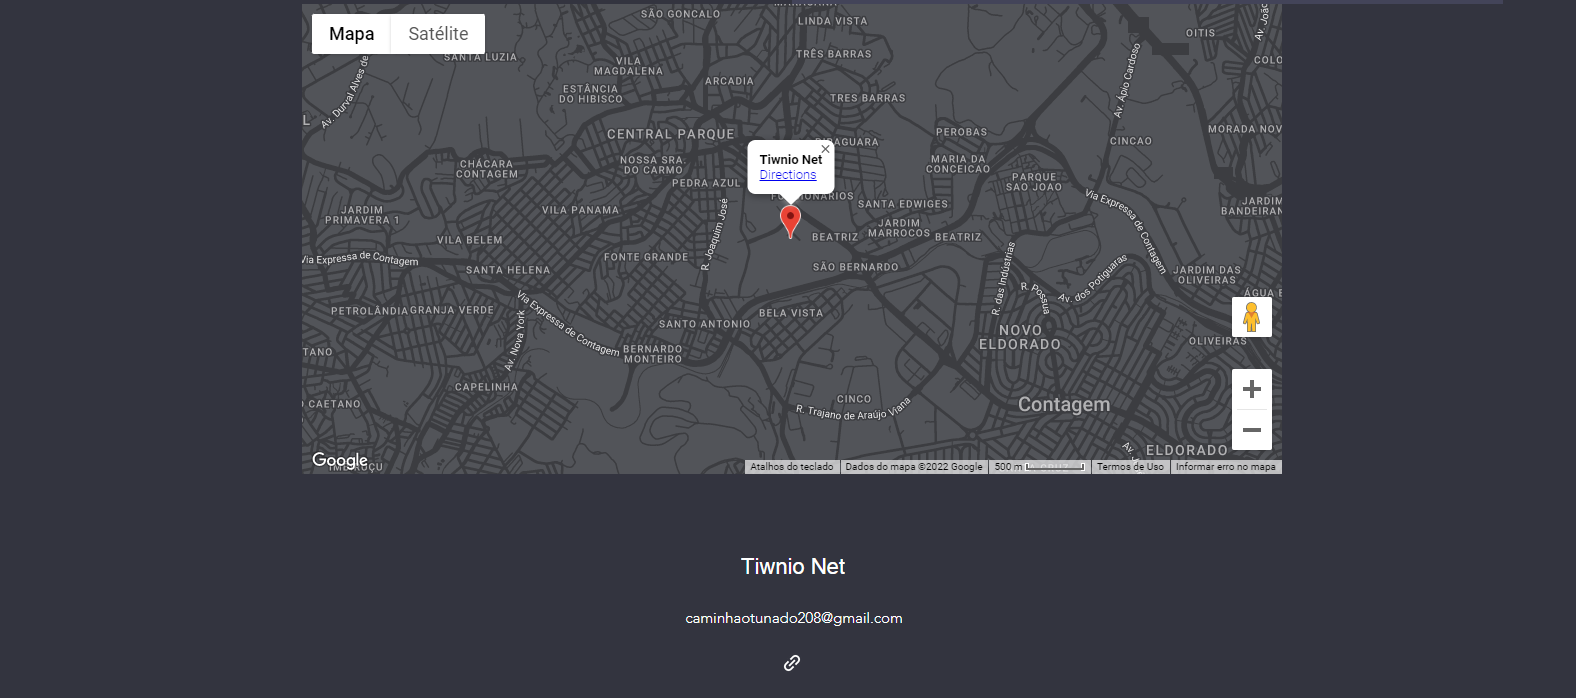 SÃO GONCALO
LINDA VISTA
Mapa
Satélite
OITIS
TRÊS BARRAS
SANTA LUZIA
VILA
MAGDALENA
COLO
Av. Durval Alves de
ARCADIA
Av. Ápio Cardoso
Av. João
ESTÂNCIA
DO HIBISCO
TRES BARRAS
CENTRAL PARQUE
PEROBAS
MORADA NOV
CINCAO
Tiwnio Net
Directions
CHÁCARA
CONTAGEM
NOSSA SRA.
DO CARMO
MARIA DA
CONCEICAO
PEDRA AZUL
PARQUE
SAO JOAO
SANTA EDWIGES
JARDIM
BANDEIRAN
JARDIM
PRIMAVERA 1
VILA PANAMA
R. Joaquim José
JARDIM
MARROCOS
BEATRIZ
BEATRIZ
Via Expressa de Contagem
VILA BELEM
Via Expressa de Contagem
FONTE GRANDE
SANTA HELENA
SÃO BERNARDO
R. das Indústrias
Av. dos Potiguaras
JARDIM DAS
OLIVEIRAS
R. Possua
ÁGUA B
PETROLÂNDIA
GRANJA VERDE
Via Expressa de Contagem
Av. Nova York
SANTO ANTONIO
BELA VISTA
NOVO
ELDORADO
OLIVEIRAS
TANO
BERNARDO
MONTEIRO
CAPELINHA
CAETANO
CINCO
R. Trajano de Araújo Viana
Contagem
ELDORADO
Google
Atalhos do teclado
Dados do mapa ©2022 Google
500 m
Termos de Uso
Informar erro no mapa
Tiwnio Net
caminhaotunado208@gmail.com